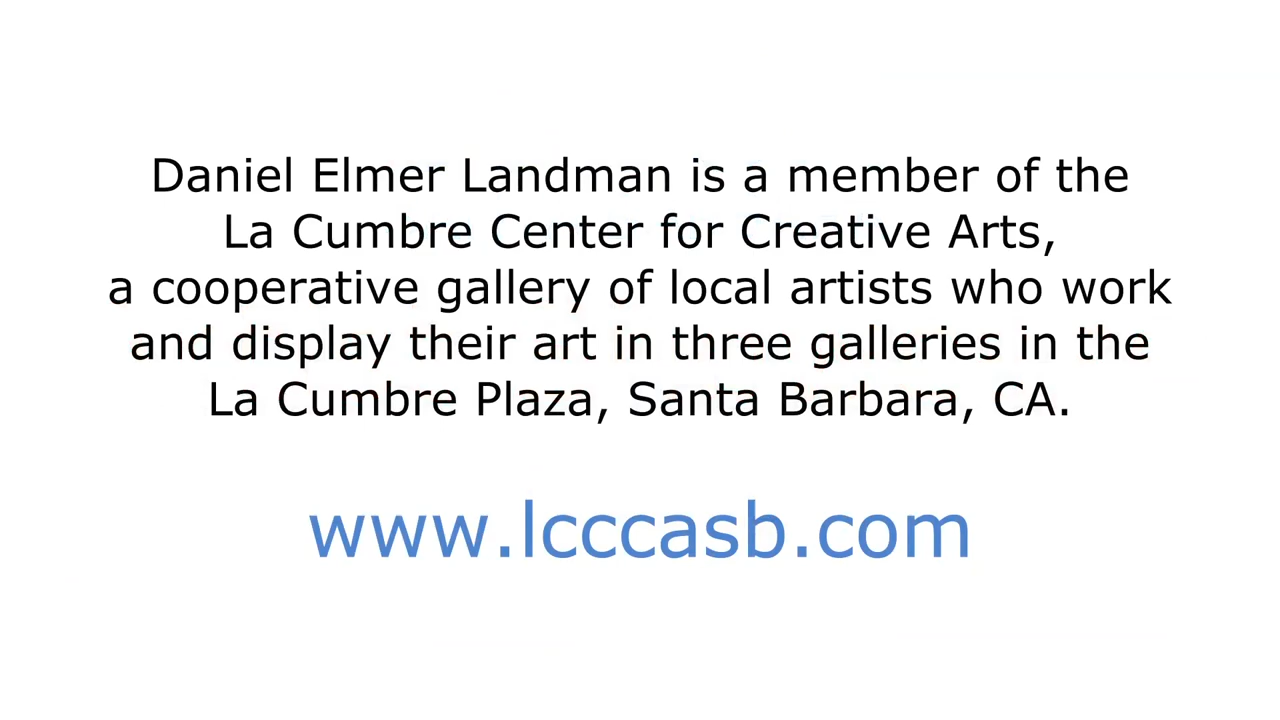 Daniel Elmer Landman is a member of the
La Cumbre Center for Creative Arts,
a cooperative gallery of local artists who work
and display their art in three galleries in the
La Cumbre Plaza, Santa Barbara, CA.
www.lcccasb.com